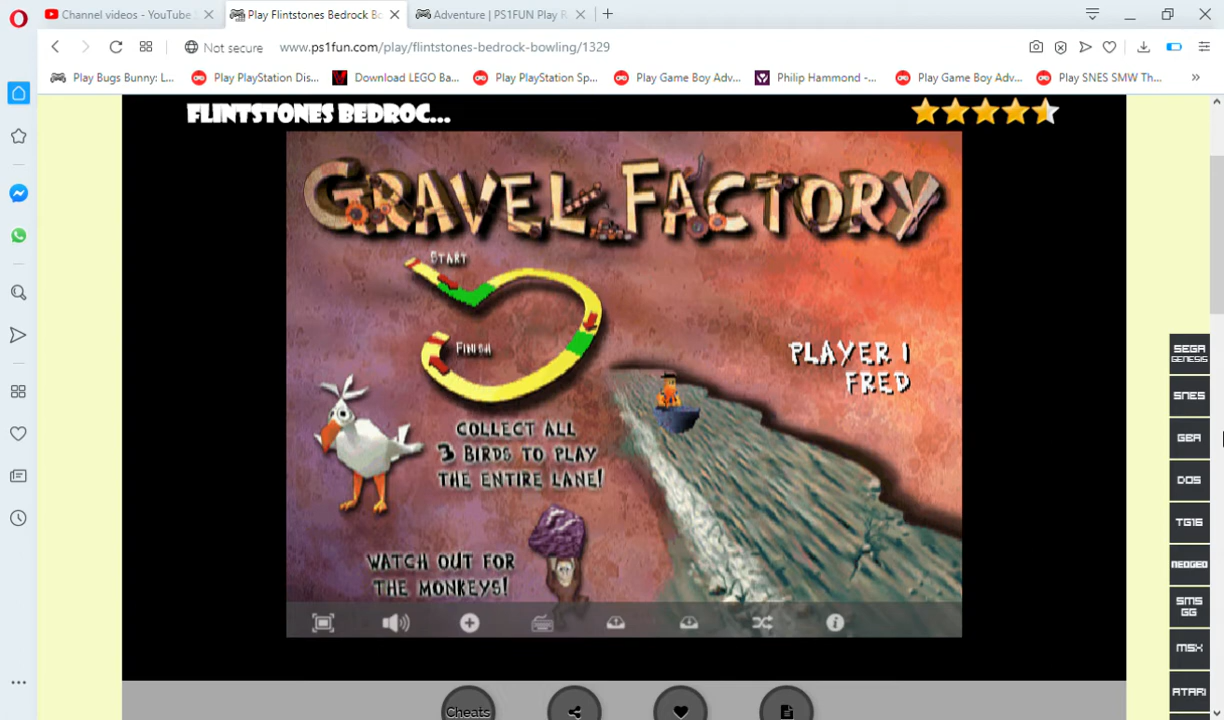 Channel videos - YouTube
Play Flintstones Bedrock Bo
Adventure | PS1FUN Play R
Not secure
www.ps1fun.com/play/flintstones-bedrock-bowling/1329
Play Bugs Bunny: L...
Play PlayStation Dis...
Download LEGO Ba...
Play PlayStation Sp...
Play Game Boy Adv...
Philip Hammond -...
Play Game Boy Adv...
Play SNES SMW Th...
FLINTSTONES BEDROC...
GRAVEL FACTORY
START
FINISH
PLAYER 1
FRED
COLLECT ALL
3 BIRDS TO PLAY
THE ENTIRE LANE!
WATCH OUT FOR
THE MONKEYS!
SEGA
GENESIS
SNES
GBA
DOS
TG16
NEOGEO
SMS
GG
MSX
ATARI
Cheats